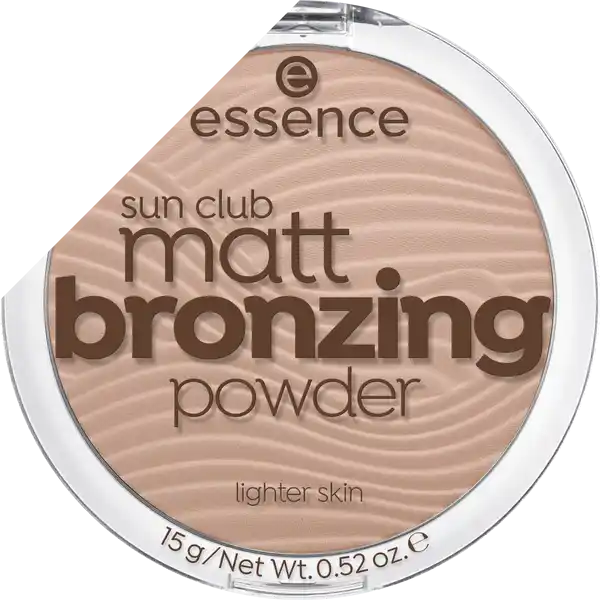 e
essence
sun club
matt
bronzing
powder
lighter skin
15 g/Net Wt. 0.52 oz. ℮